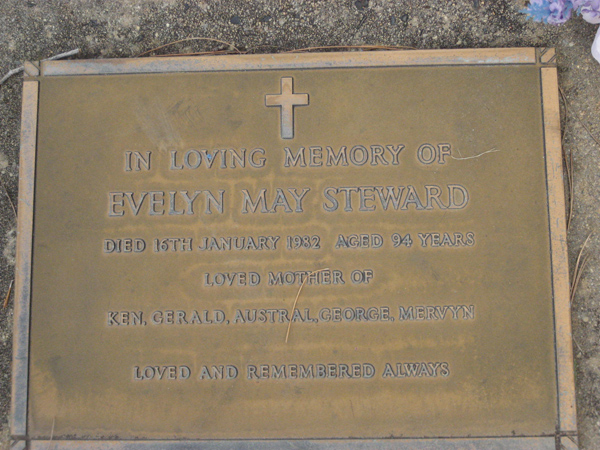 IN LOVING MEMORY OF
EVELYN MAY STEWARD
DIED 16TH JANUARY 1982 AGED 94 YEARS
LOVED MOTHER OF
KEN, GERALD, AUSTRAL, GEORGE, MERVYN
LOVED AND REMEMBERED ALWAYS